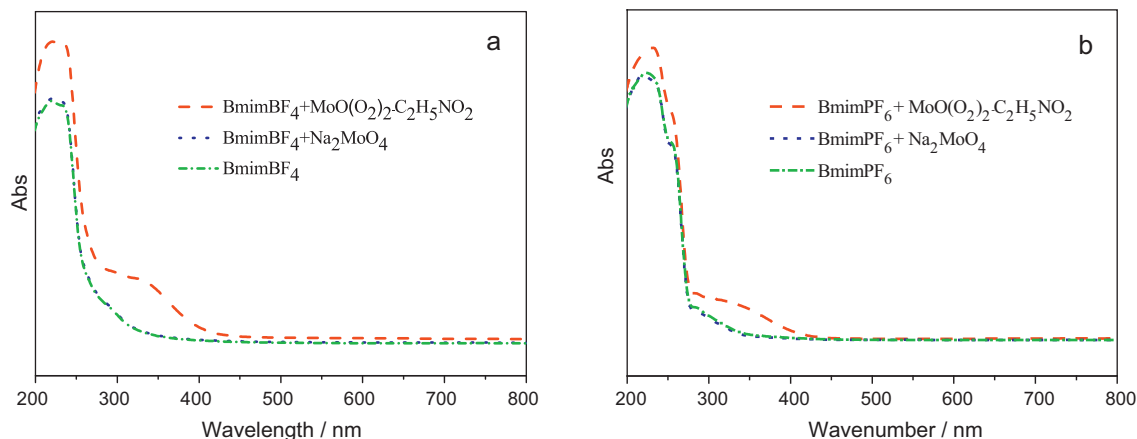 a
BmimBF4+MoO(O2)2·C2H5NO2
BmimBF4+Na2MoO4
BmimBF4
Abs
200 300 400 500 600 700 800
Wavelength / nm
b
BmimPF6+ MoO(O2)2·C2H5NO2
BmimPF6+ Na2MoO4
BmimPF6
Abs
200 300 400 500 600 700 800
Wavenumber / nm